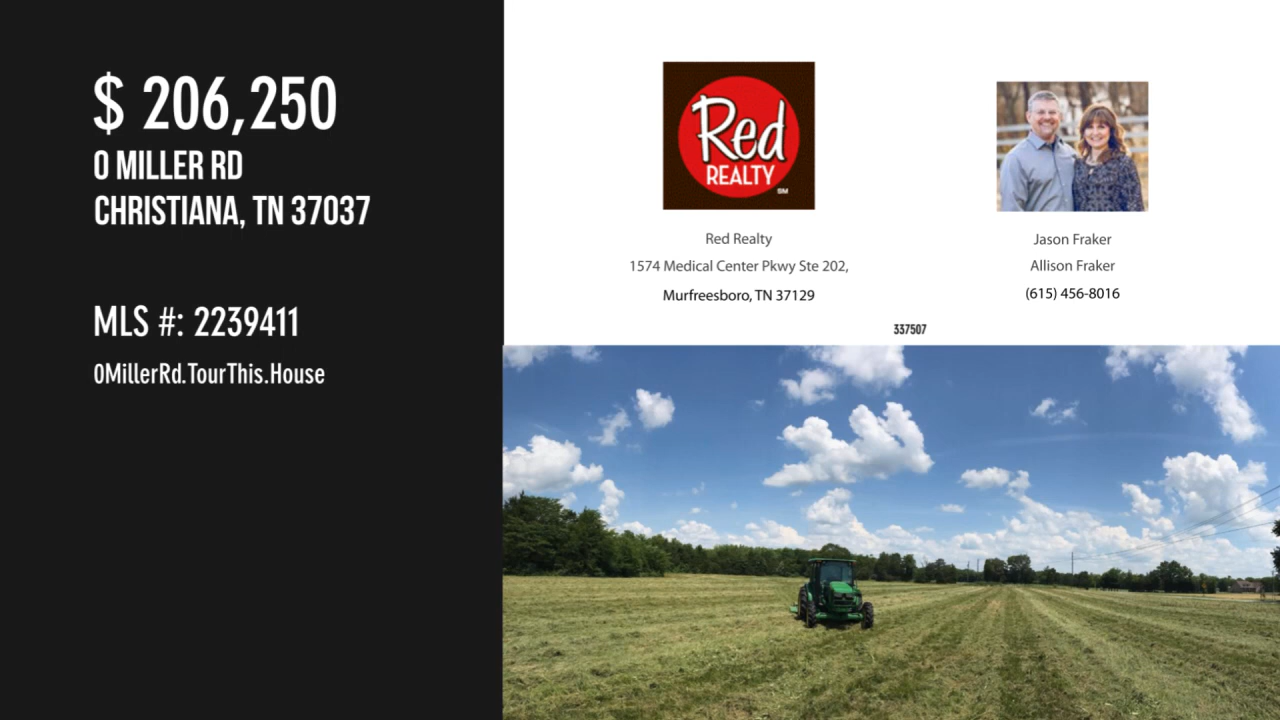 $ 206,250
0 MILLER RD
CHRISTIANA, TN 37037
MLS #: 2239411
0MillerRd.TourThis.House
Red
REALTY
SM
Red Realty
1574 Medical Center Pkwy Ste 202,
Murfreesboro, TN 37129
Jason Fraker
Allison Fraker
(615) 456-8016
337507